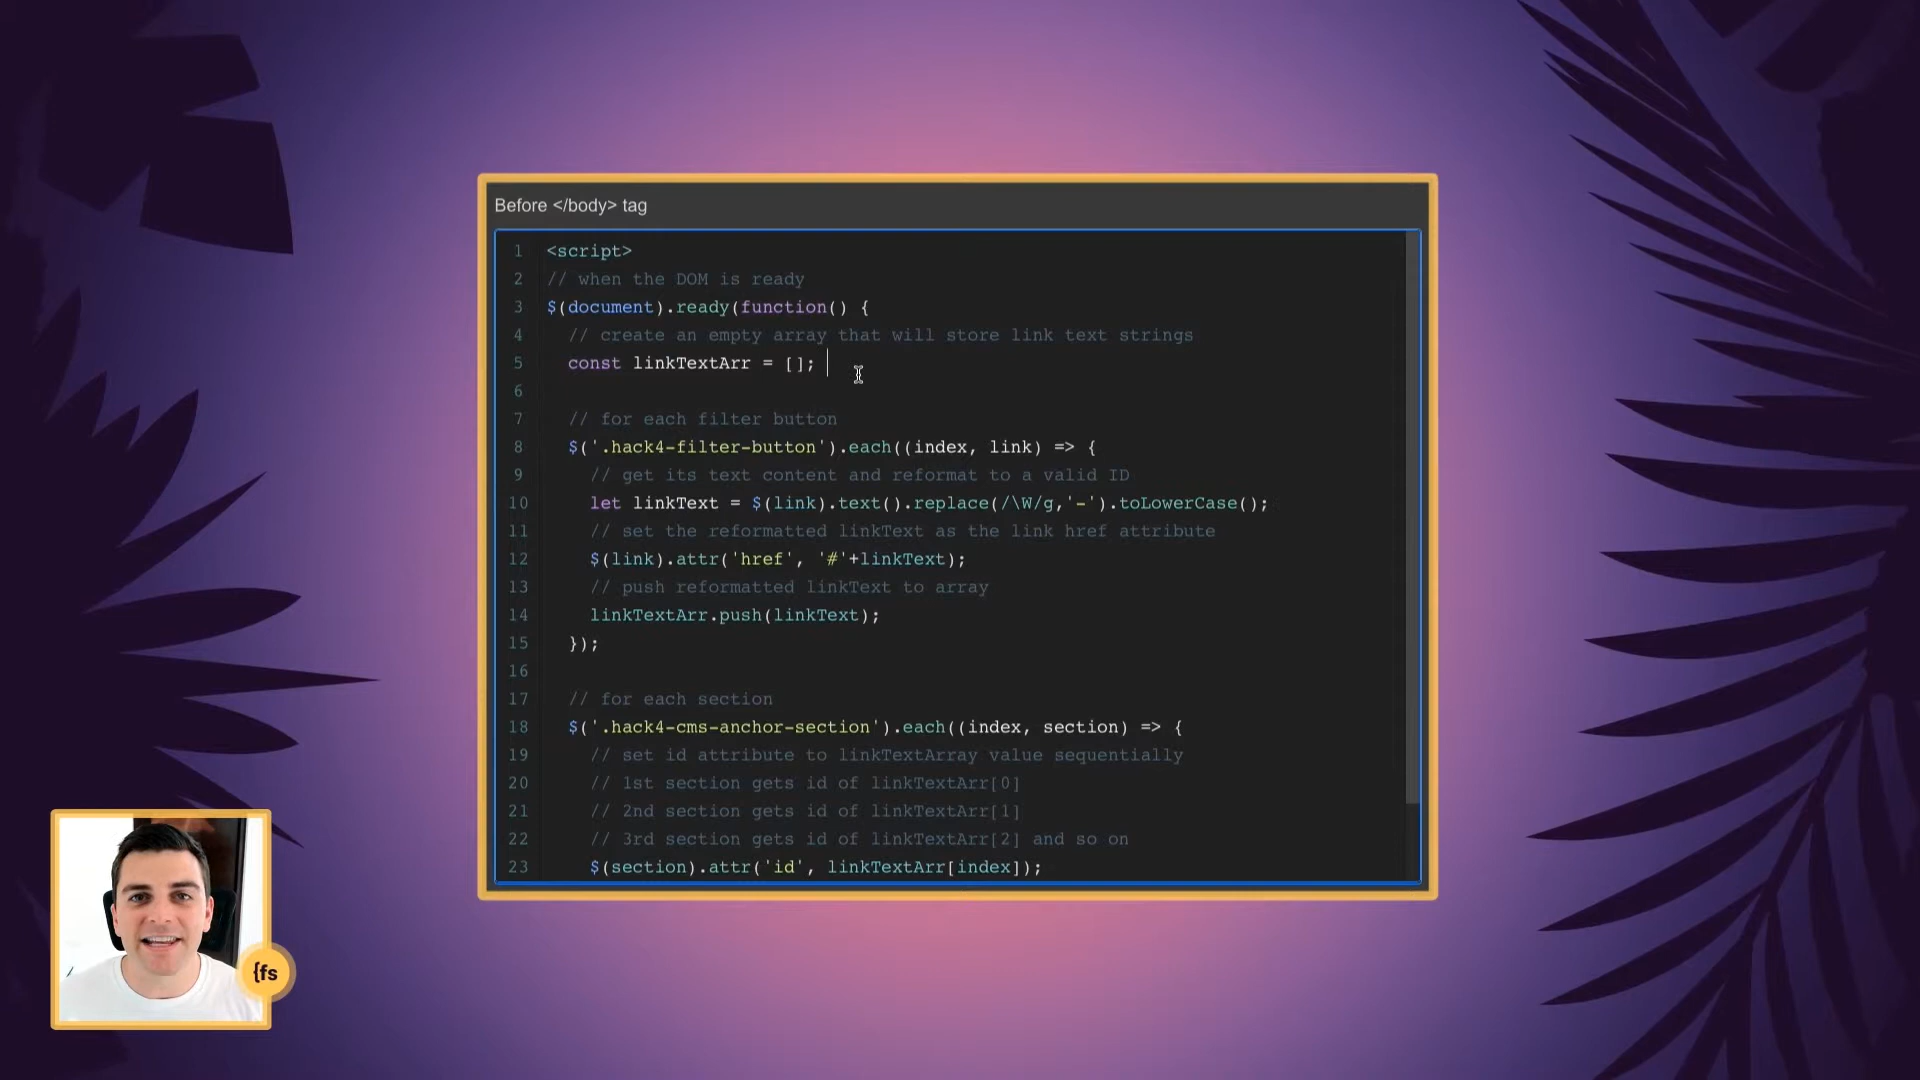 Before </body> tag
1 <script>
2 // when the DOM is ready
3 $(document).ready(function() {
4 // create an empty array that will store link text strings
5 const linkTextArr = [];
6
7 // for each filter button
8 $('.hack4-filter-button').each((index, link) => {
9 // get its text content and reformat to a valid ID
10 let linkText = $(link).text().replace(/\W/g,'-').toLowerCase();
11 // set the reformatted linkText as the link href attribute
12 $(link).attr('href', '#'+linkText);
13 // push reformatted linkText to array
14 linkTextArr.push(linkText);
15 });
16
17 // for each section
18 $('.hack4-cms-anchor-section').each((index, section) => {
19 // set id attribute to linkTextArray value sequentially
20 // 1st section gets id of linkTextArr[0]
21 // 2nd section gets id of linkTextArr[1]
22 // 3rd section gets id of linkTextArr[2] and so on
23 $(section).attr('id', linkTextArr[index]);
{fs